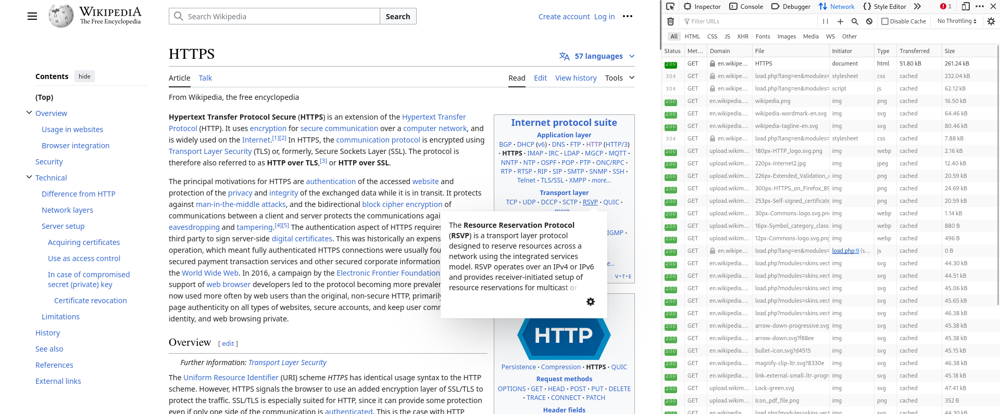 WIKIPEDIA
The Free Encyclopedia
Search Wikipedia
Search
Create account
Log in
Contents
hide
(Top)
Overview
Usage in websites
Browser integration
Security
Technical
Difference from HTTP
Network layers
Server setup
Acquiring certificates
Use as access control
In case of compromised
secret (private) key
Certificate revocation
Limitations
History
See also
References
External links
HTTPS
57 languages
Article Talk
Read Edit View history Tools
From Wikipedia, the free encyclopedia
Hypertext Transfer Protocol Secure (HTTPS) is an extension of the Hypertext Transfer
Protocol (HTTP). It uses encryption for secure communication over a computer network, and
is widely used on the Internet.[1][2] In HTTPS, the communication protocol is encrypted using
Transport Layer Security (TLS) or, formerly, Secure Sockets Layer (SSL). The protocol is
therefore also referred to as HTTP over TLS,[3] or HTTP over SSL.
The principal motivations for HTTPS are authentication of the accessed website and
protection of the privacy and integrity of the exchanged data while it is in transit. It protects
against man-in-the-middle attacks, and the bidirectional block cipher encryption of
communications between a client and server protects the communications agai
eavesdropping and tampering.[4][5] The authentication aspect of HTTPS requires
third party to sign server-side digital certificates. This was historically an expens
operation, which meant fully authenticated HTTPS connections were usually fou
secured payment transaction services and other secured corporate information
the World Wide Web. In 2016, a campaign by the Electronic Frontier Foundation
support of web browser developers led to the protocol becoming more prevalen
now used more often by web users than the original, non-secure HTTP, primarily
page authenticity on all types of websites, secure accounts, and keep user comm
identity, and web browsing private.
Overview [ edit ]
Further information: Transport Layer Security
The Uniform Resource Identifier (URI) scheme HTTPS has identical usage syntax to the HTTP
scheme. However, HTTPS signals the browser to use an added encryption layer of SSL/TLS to
protect the traffic. SSL/TLS is especially suited for HTTP, since it can provide some protection
even if only one side of the communication is authenticated. This is the case with HTTP
Internet protocol suite
Application layer
BGP · DHCP (v6) · DNS · FTP · HTTP (HTTP/3)
· HTTPS · IMAP · IRC · LDAP · MGCP · MQTT ·
NNTP · NTP · OSPF · POP · PTP · ONC/RPC ·
RTP · RTSP · RIP · SIP · SMTP · SNMP · SSH ·
Telnet · TLS/SSL · XMPP · more...
Transport layer
TCP · UDP · DCCP · SCTP · RSVP · QUIC ·
IGMP ·
e...
V · T · E
The Resource Reservation Protocol
(RSVP) is a transport layer protocol
designed to reserve resources across a
network using the integrated services
model. RSVP operates over an IPv4 or IPv6
and provides receiver-initiated setup of
resource reservations for multicast or
HTTP
Persistence · Compression · HTTPS · QUIC
Request methods
OPTIONS · GET · HEAD · POST · PUT · DELETE
· TRACE · CONNECT · PATCH
Header fields
Inspector Console Debugger Network Style Editor 1
Filter URLs Disable Cache No Throttling
All HTML CSS JS XHR Fonts Images Media WS Other
Status Met... Domain File Initiator Type Transferred Size
200 GET en.wikipe... HTTPS document html 51.80 kB 261.24 kB
304 GET en.wikipe... load.php?lang=en&modules= stylesheet css cached 232.04 kB
304 GET en.wikipe... load.php?lang=en&modules= script js cached 62.12 kB
200 GET en.wikipedia.... wikipedia.png img png cached 16.50 kB
200 GET en.wikipedia.... wikipedia-wordmark-en.svg img svg cached 64.46 kB
200 GET en.wikipedia.... wikipedia-tagline-en.svg img svg cached 80.46 kB
304 GET en.wikipe... load.php?lang=en&modules= stylesheet css cached 7.88 kB
200 GET upload.wikim... 180px-HTTP_logo.svg.png img webp cached 2.16 kB
200 GET upload.wikim... 220px-Internet2.jpg img jpeg cached 12.40 kB
200 GET upload.wikim... 226px-Extended_Validation_ img png cached 20.59 kB
200 GET upload.wikim... 300px-HTTPS_on_Firefox_89 img png cached 24.69 kB
200 GET upload.wikim... 253px-Self-signed_certificate img png cached 20.59 kB
200 GET upload.wikim... 30px-Commons-logo.svg.pn img webp cached 1.14 kB
200 GET upload.wikim... 16px-Symbol_category_class img webp cached 880 B
200 GET upload.wikim... 12px-Commons-logo.svg.png img webp cached 496 B
200 GET en.wikipe... load.php?lang=en&modules= load.php:9 (s... js cached 0 B
200 GET en.wikipedia.... load.php?modules=skins.vect img svg cached 44.30 kB
200 GET en.wikipedia.... load.php?modules=skins.vect img svg cached 44.51 kB
200 GET en.wikipedia.... load.php?modules=skins.vect img svg cached 45.06 kB
200 GET en.wikipedia.... load.php?modules=skins.vect img svg cached 45.65 kB
200 GET en.wikipedia.... load.php?modules=skins.vect img svg cached 46.38 kB
200 GET en.wikipedia.... arrow-down-progressive.svg img svg cached 45.38 kB
200 GET en.wikipedia.... arrow-down.svg?f88ee img svg cached 45.38 kB
200 GET en.wikipedia.... bullet-icon.svg?d4515 img svg cached 45.15 kB
200 GET en.wikipedia.... magnify-clip-ltr.svg?8330e img svg cached 46.38 kB
200 GET en.wikipedia.... link-external-small-ltr-progr img svg cached 45.18 kB
200 GET upload.wikim... Lock-green.svg img svg cached 47.41 kB
200 GET upload.wikim... Icon_pdf_file.png img png cached 352 B
200 GET en.wikipedia.... load.php?modules=skins.vect img svg cached 44.30 kB